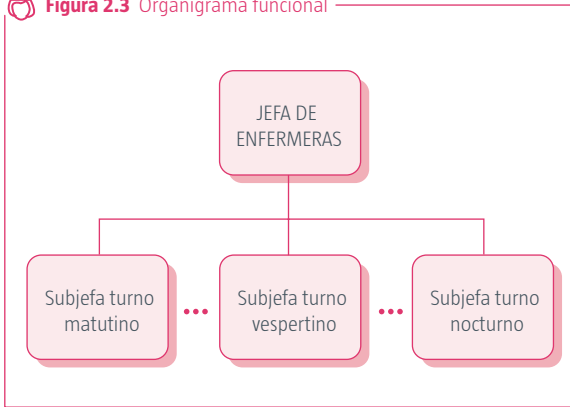 Figura 2.3 Organigrama funcional
JEFA DE
ENFERMERAS
Subjefa turno
matutino
•••
Subjefa turno
vespertino
•••
Subjefa turno
nocturno